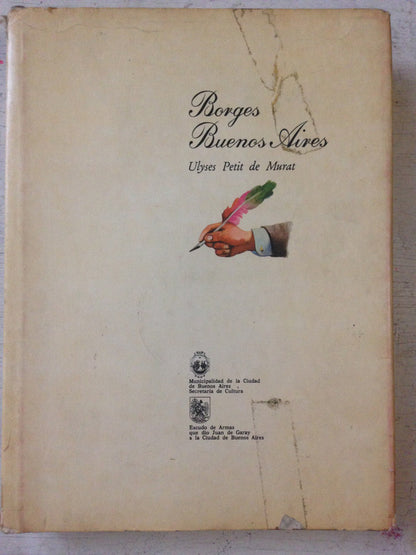 Borges
Buenos Aires
Ulyses Petit de Murat
Municipalidad de la Ciudad
de Buenos Aires
Secretaría de Cultura
Escudo de Armas
que dio Juan de Garay
a la Ciudad de Buenos Aires